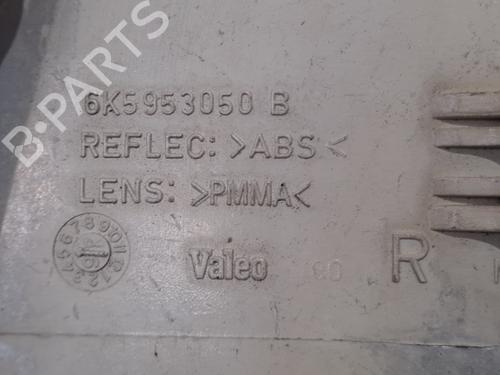 B-PARTS
6K5953050 B
REFLEC: >ABS<
LENS: >PMMA<
Valeo
R